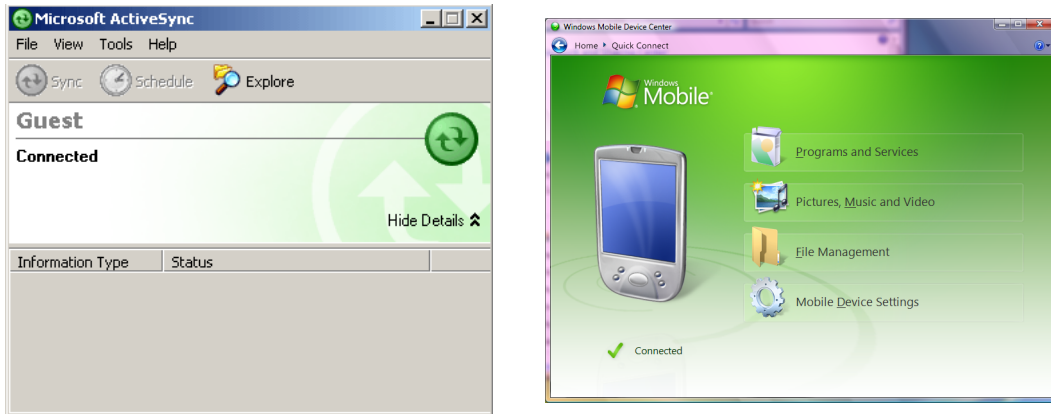 Microsoft ActiveSync
File View Tools Help
Sync Schedule Explore
Guest
Connected
Hide Details
Information Type Status
Windows Mobile Device Center
Home Quick Connect
Windows
Mobile
Programs and Services
Pictures, Music and Video
File Management
Mobile Device Settings
Connected